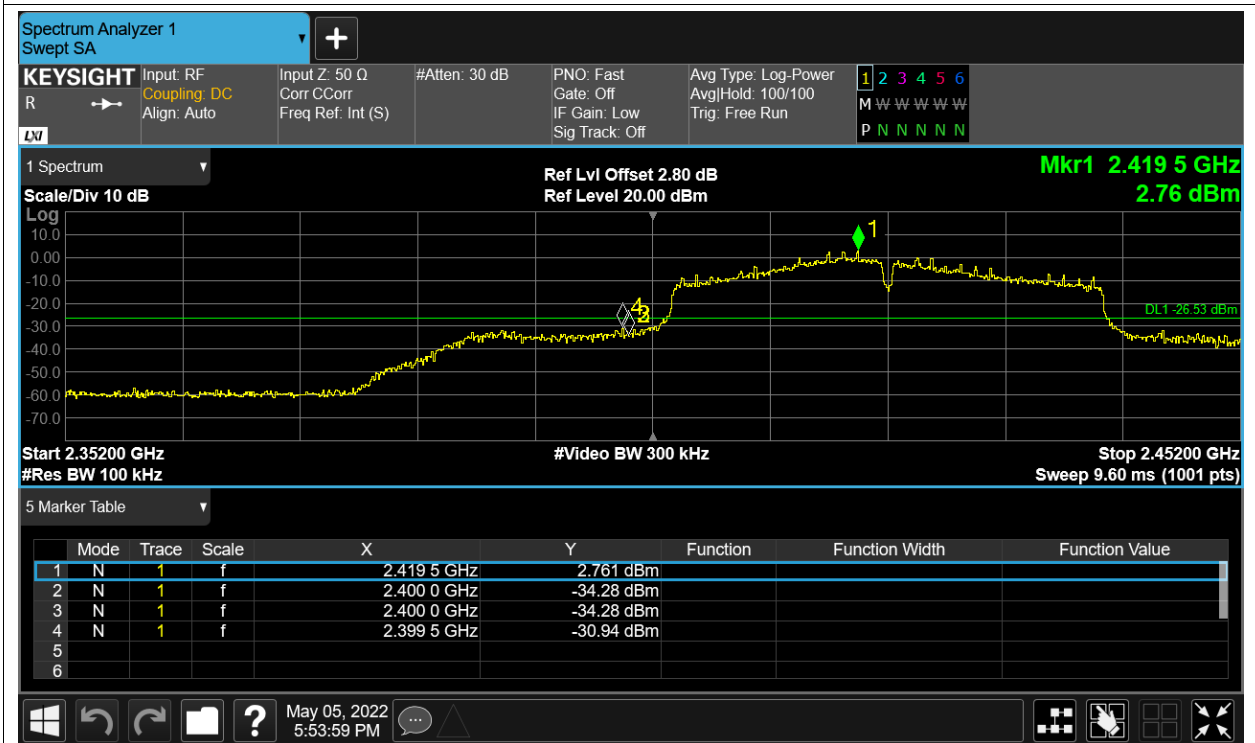 Spectrum Analyzer 1
Swept SA
KEYSIGHT
R
LXI
Input: RF
Coupling: DC
Align: Auto
Input Z: 50 Ω
Corr CCorr
Freq Ref: Int (S)
#Atten: 30 dB
PNO: Fast
Gate: Off
IF Gain: Low
Sig Track: Off
Avg Type: Log-Power
Avg|Hold: 100/100
Trig: Free Run
1 2 3 4 5 6
M W W W W W
P N N N N N
1 Spectrum
Scale/Div 10 dB
Ref Lvl Offset 2.80 dB
Ref Level 20.00 dBm
Mkr1 2.419 5 GHz
2.76 dBm
Log
10.0
0.00
-10.0
-20.0
-30.0
-40.0
-50.0
-60.0
-70.0
1
4
DL1 -26.53 dBm
Start 2.35200 GHz
#Res BW 100 kHz
#Video BW 300 kHz
Stop 2.45200 GHz
Sweep 9.60 ms (1001 pts)
5 Marker Table
Mode Trace Scale X Y Function Function Width Function Value
1 N 1 f 2.419 5 GHz 2.761 dBm
2 N 1 f 2.400 0 GHz -34.28 dBm
3 N 1 f 2.400 0 GHz -34.28 dBm
4 N 1 f 2.399 5 GHz -30.94 dBm
5
6
?
May 05, 2022
5:53:59 PM